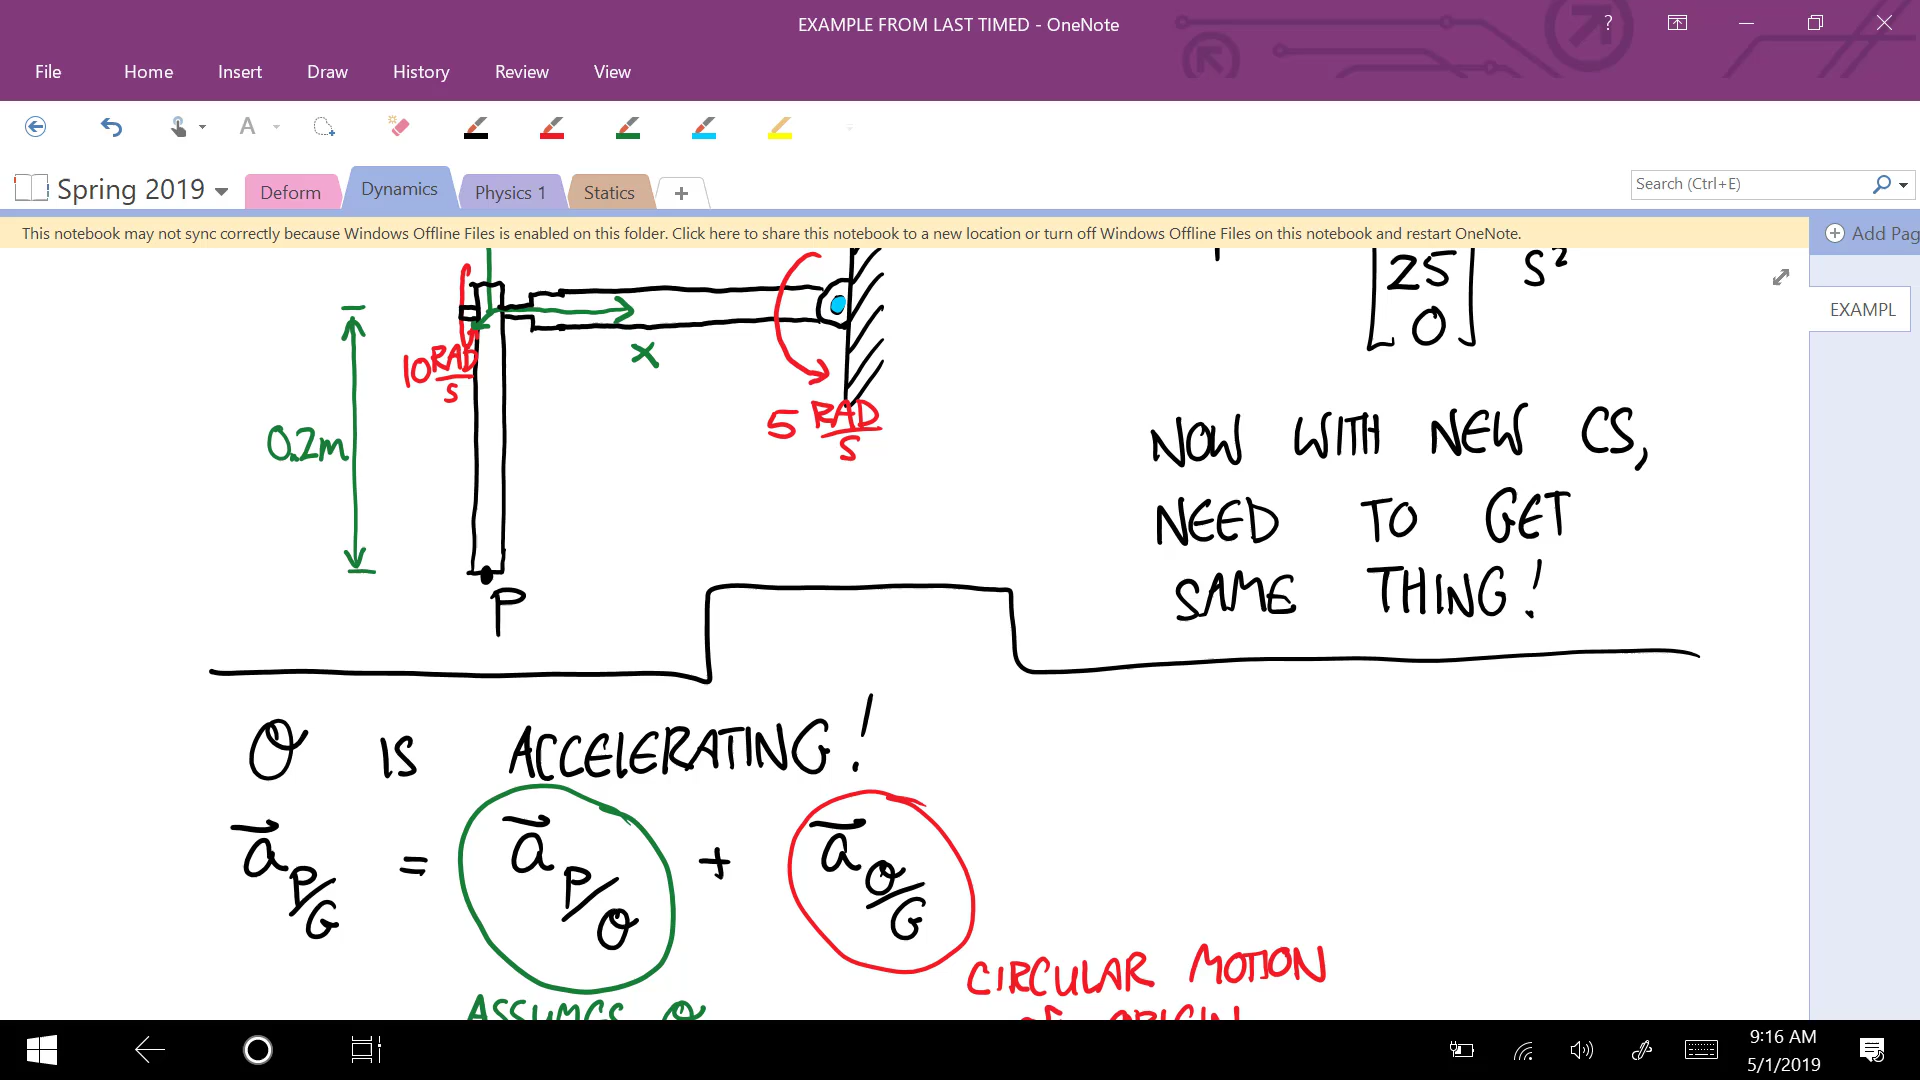 EXAMPLE FROM LAST TIMED - OneNote
File Home Insert Draw History Review View
Spring 2019 Deform Dynamics Physics 1 Statics +
Search (Ctrl+E)
This notebook may not sync correctly because Windows Offline Files is enabled on this folder. Click here to share this notebook to a new location or turn off Windows Offline Files on this notebook and restart OneNote.
Add Pag
EXAMPL
25
0
S²
10 RAD/S
x
5 RAD/S
0.2m
P
NOW WITH NEW CS,
NEED TO GET
SAME THING!
O IS ACCELERATING!
a P/G = a P/O + a O/G
CIRCULAR MOTION
OF ORIGIN
ASSUMES O
9:16 AM
5/1/2019